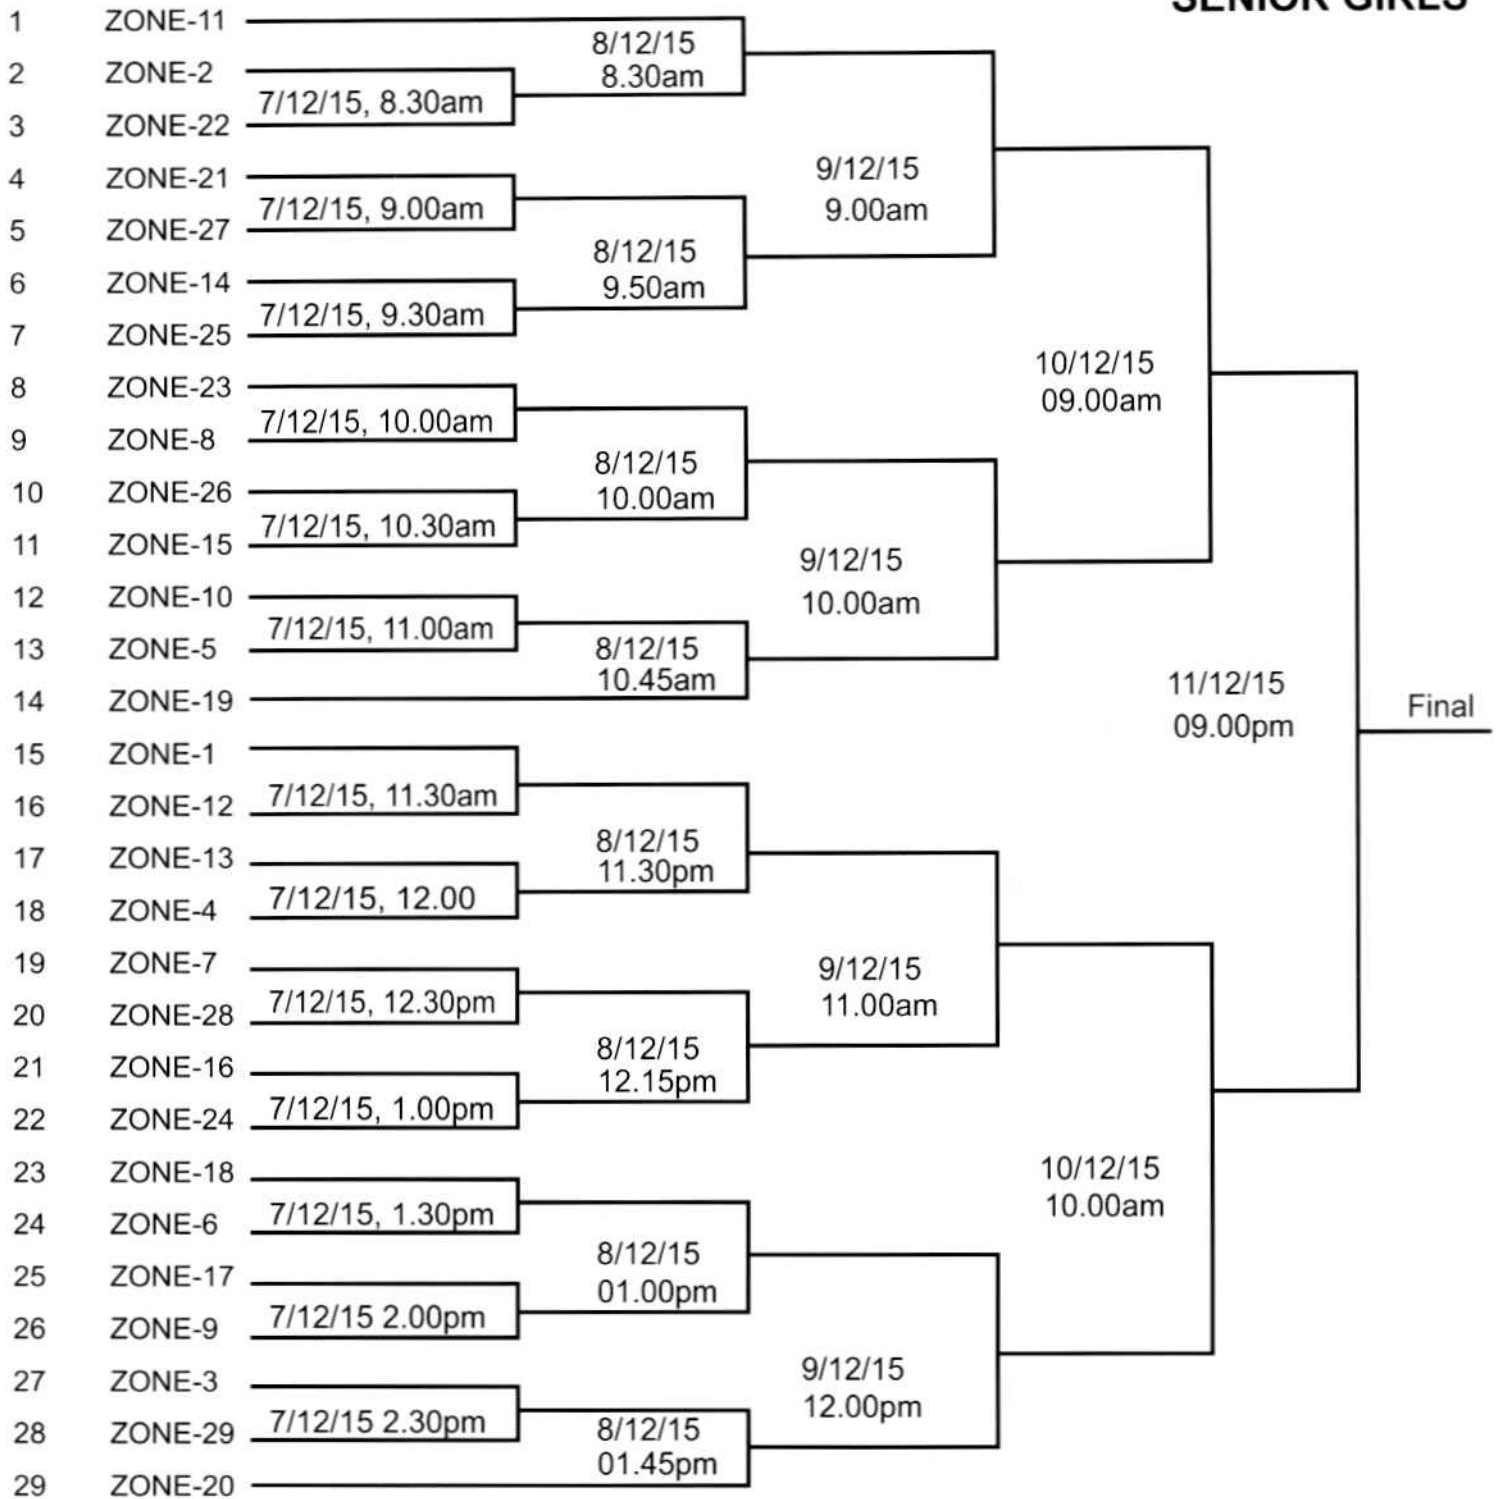 SENIOR GIRLS
1 ZONE-11
8/12/15
8.30am
2 ZONE-2
7/12/15, 8.30am
3 ZONE-22
4 ZONE-21
7/12/15, 9.00am
5 ZONE-27
9/12/15
9.00am
8/12/15
9.50am
6 ZONE-14
7/12/15, 9.30am
7 ZONE-25
10/12/15
09.00am
8 ZONE-23
7/12/15, 10.00am
9 ZONE-8
8/12/15
10.00am
10 ZONE-26
7/12/15, 10.30am
11 ZONE-15
9/12/15
10.00am
12 ZONE-10
7/12/15, 11.00am
13 ZONE-5
8/12/15
10.45am
14 ZONE-19
11/12/15
09.00pm
Final
15 ZONE-1
7/12/15, 11.30am
16 ZONE-12
8/12/15
11.30pm
17 ZONE-13
7/12/15, 12.00
18 ZONE-4
19 ZONE-7
7/12/15, 12.30pm
20 ZONE-28
9/12/15
11.00am
8/12/15
12.15pm
21 ZONE-16
7/12/15, 1.00pm
22 ZONE-24
23 ZONE-18
7/12/15, 1.30pm
24 ZONE-6
10/12/15
10.00am
8/12/15
01.00pm
25 ZONE-17
7/12/15 2.00pm
26 ZONE-9
9/12/15
12.00pm
27 ZONE-3
7/12/15 2.30pm
28 ZONE-29
8/12/15
01.45pm
29 ZONE-20